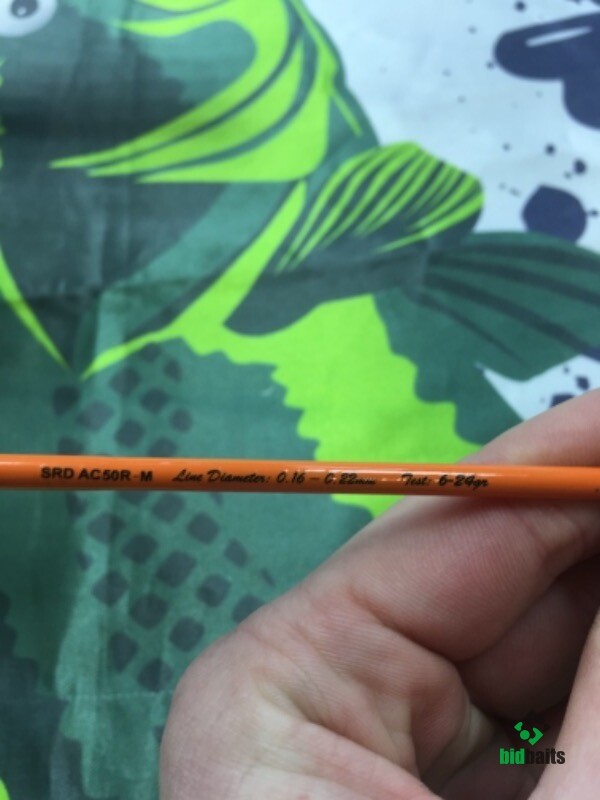 SRD AC50R-M Line Diameter: 0.16 – 0.22mm Test: 6-24gr
bidbaits